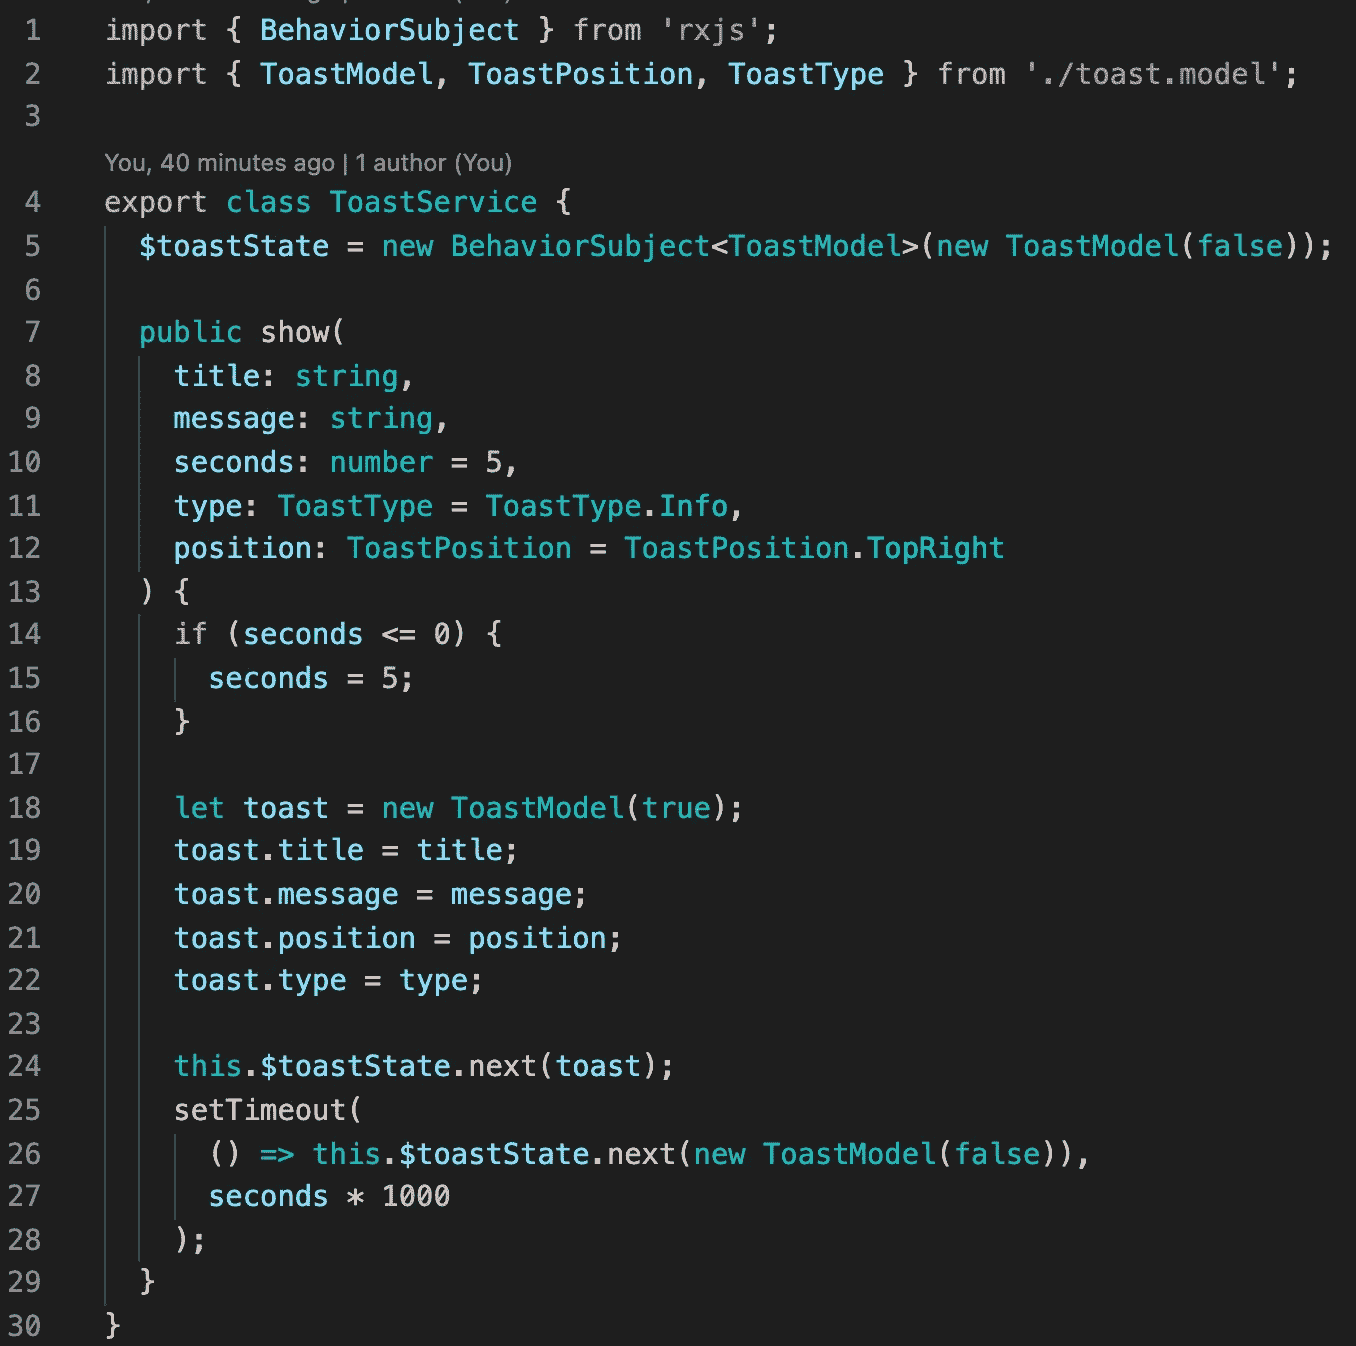 1 import { BehaviorSubject } from 'rxjs';
2 import { ToastModel, ToastPosition, ToastType } from './toast.model';
3
You, 40 minutes ago | 1 author (You)
4 export class ToastService {
5   $toastState = new BehaviorSubject<ToastModel>(new ToastModel(false));
6
7   public show(
8     title: string,
9     message: string,
10     seconds: number = 5,
11     type: ToastType = ToastType.Info,
12     position: ToastPosition = ToastPosition.TopRight
13   ) {
14     if (seconds <= 0) {
15       seconds = 5;
16     }
17
18     let toast = new ToastModel(true);
19     toast.title = title;
20     toast.message = message;
21     toast.position = position;
22     toast.type = type;
23
24     this.$toastState.next(toast);
25     setTimeout(
26       () => this.$toastState.next(new ToastModel(false)),
27       seconds * 1000
28     );
29   }
30 }